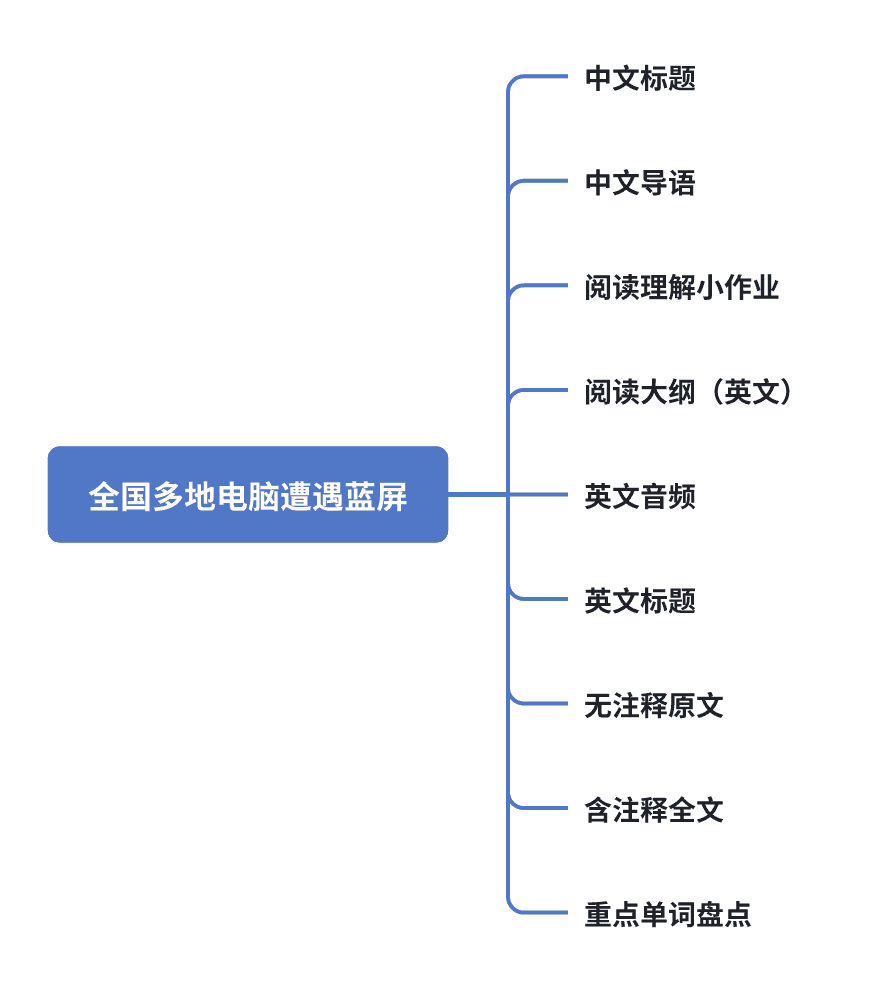 全国多地电脑遭遇蓝屏
中文标题
中文导语
阅读理解小作业
阅读大纲（英文）
英文音频
英文标题
无注释原文
含注释全文
重点单词盘点